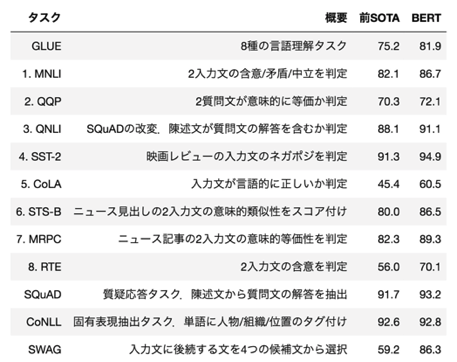 タスク 概要 前SOTA BERT
GLUE 8種の言語理解タスク 75.2 81.9
1. MNLI 2入力文の含意/矛盾/中立を判定 82.1 86.7
2. QQP 2質問文が意味的に等価か判定 70.3 72.1
3. QNLI SQuADの改変．陳述文が質問文の解答を含むか判定 88.1 91.1
4. SST-2 映画レビューの入力文のネガポジを判定 91.3 94.9
5. CoLA 入力文が言語的に正しいか判定 45.4 60.5
6. STS-B ニュース見出しの2入力文の意味的類似性をスコア付け 80.0 86.5
7. MRPC ニュース記事の2入力文の意味的等価性を判定 82.3 89.3
8. RTE 2入力文の含意を判定 56.0 70.1
SQuAD 質疑応答タスク．陳述文から質問文の解答を抽出 91.7 93.2
CoNLL 固有表現抽出タスク．単語に人物/組織/位置のタグ付け 92.6 92.8
SWAG 入力文に後続する文を4つの候補文から選択 59.2 86.3